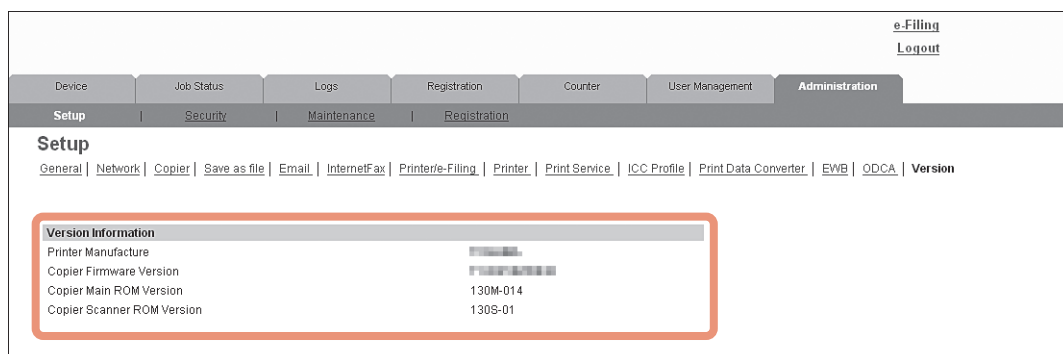 e-Filing
Logout
Device Job Status Logs Registration Counter User Management Administration
Setup | Security | Maintenance | Registration
Setup
General | Network | Copier | Save as file | Email | InternetFax | Printer/e-Filing | Printer | Print Service | ICC Profile | Print Data Converter | EWB | ODCA | Version
Version Information
Printer Manufacture
Copier Firmware Version
Copier Main ROM Version 130M-014
Copier Scanner ROM Version 130S-01